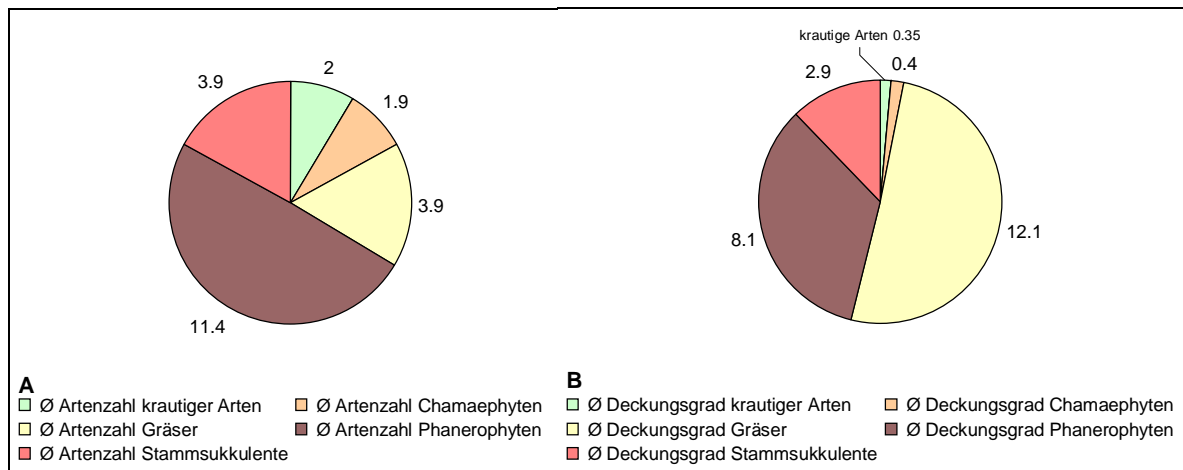 2
1.9
3.9
11.4
3.9
A
Ø Artenzahl krautiger Arten
Ø Artenzahl Chamaephyten
Ø Artenzahl Gräser
Ø Artenzahl Phanerophyten
Ø Artenzahl Stammsukkulente
krautige Arten 0.35
0.4
12.1
8.1
2.9
B
Ø Deckungsgrad krautiger Arten
Ø Deckungsgrad Chamaephyten
Ø Deckungsgrad Gräser
Ø Deckungsgrad Phanerophyten
Ø Deckungsgrad Stammsukkulente